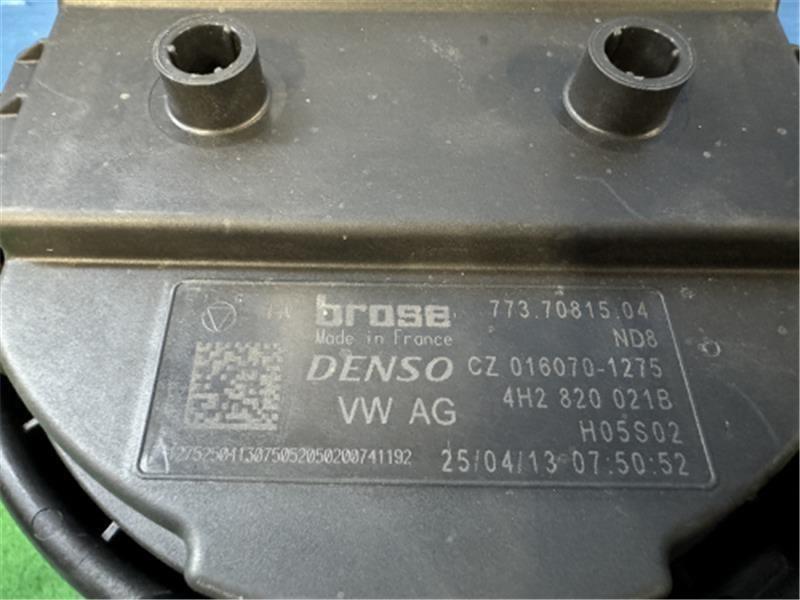 brose 773.70815.04
Made in France ND8
DENSO CZ 016070-1275
VW AG 4H2 820 021B
H05S02
25/04/13 07:50:52